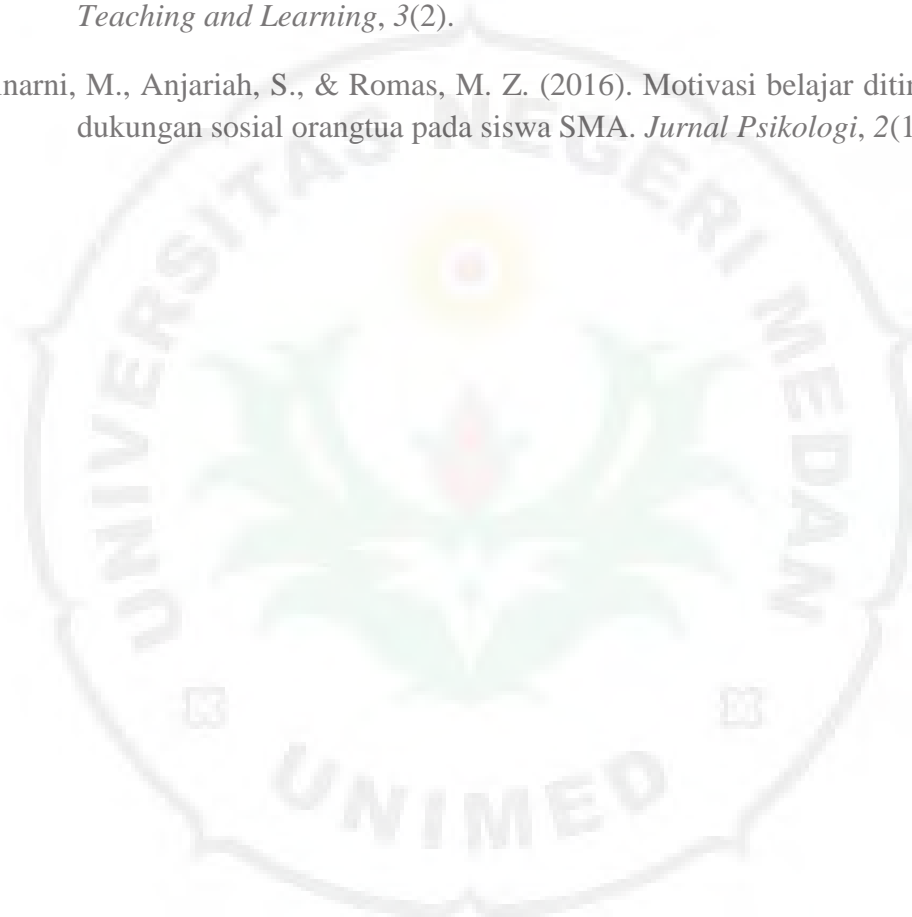 Teaching and Learning, 3(2).
narni, M., Anjariah, S., & Romas, M. Z. (2016). Motivasi belajar ditin
dukungan sosial orangtua pada siswa SMA. Jurnal Psikologi, 2(1
UNIVERSITAS NEGERI MEDAN
UNIMED